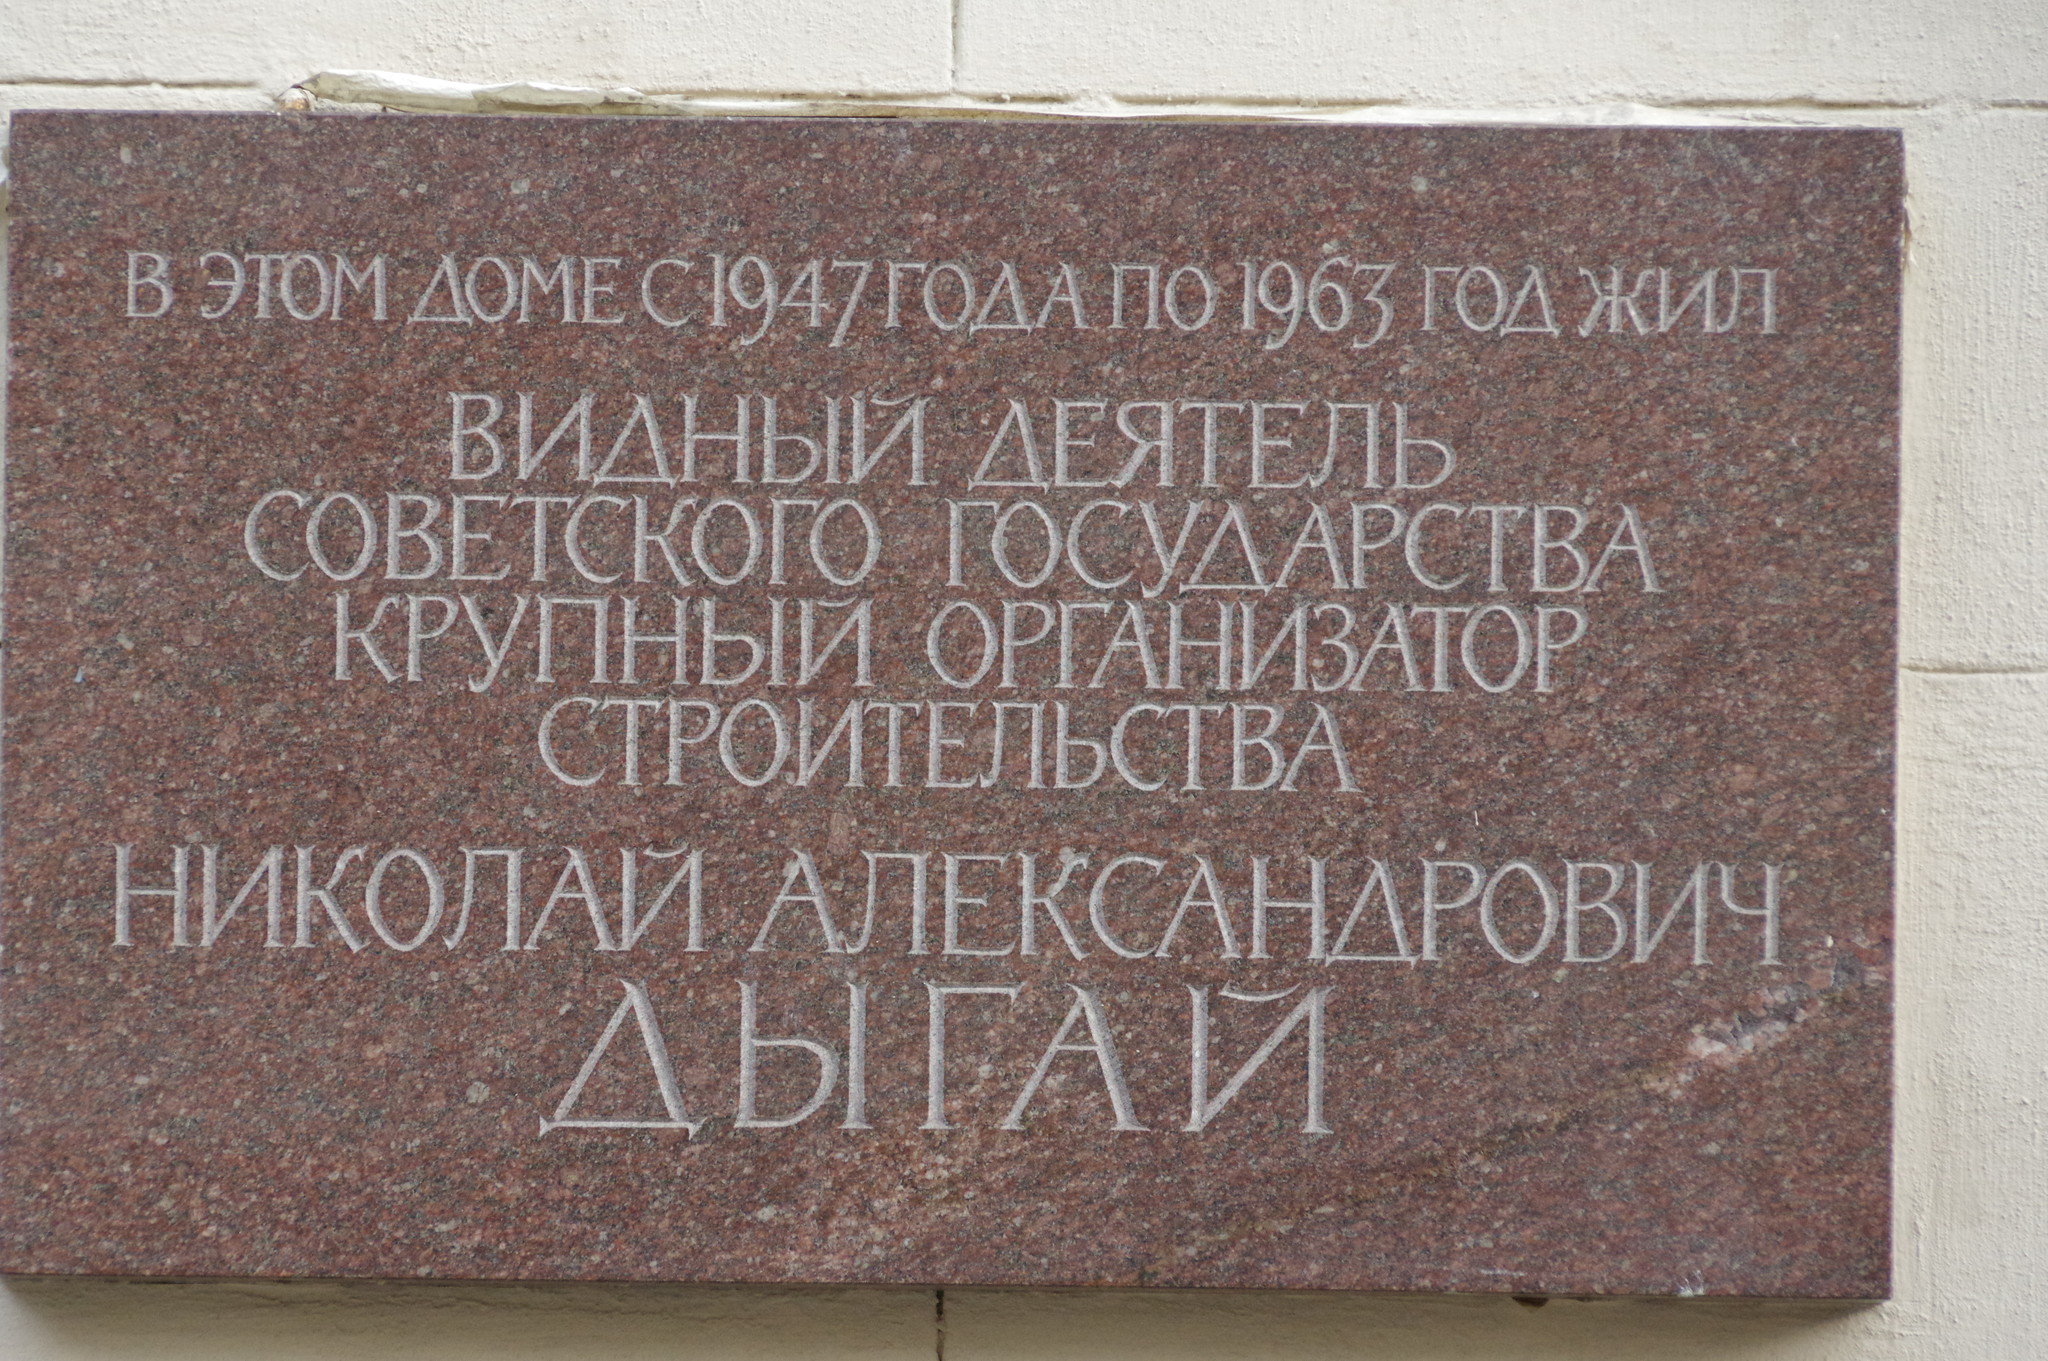 В ЭТОМ ДОМЕ С 1947 ГОДА ПО 1963 ГОД ЖИЛ
ВИДНЫЙ ДЕЯТЕЛЬ
СОВЕТСКОГО ГОСУДАРСТВА
КРУПНЫЙ ОРГАНИЗАТОР
СТРОИТЕЛЬСТВА
НИКОЛАЙ АЛЕКСАНДРОВИЧ
ДЫГАЙ